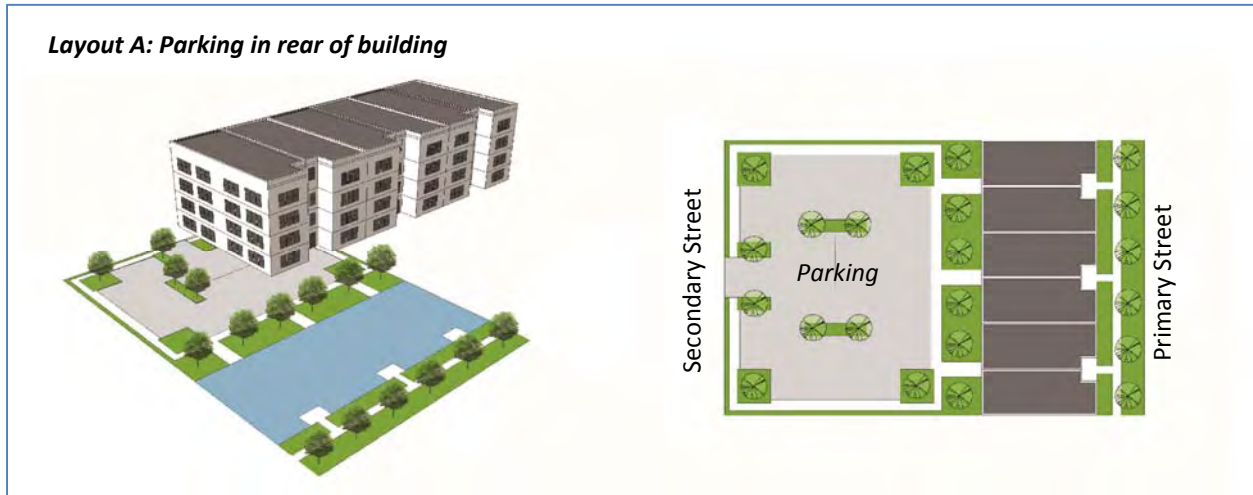 Layout A: Parking in rear of building
Secondary Street
Parking
Primary Street